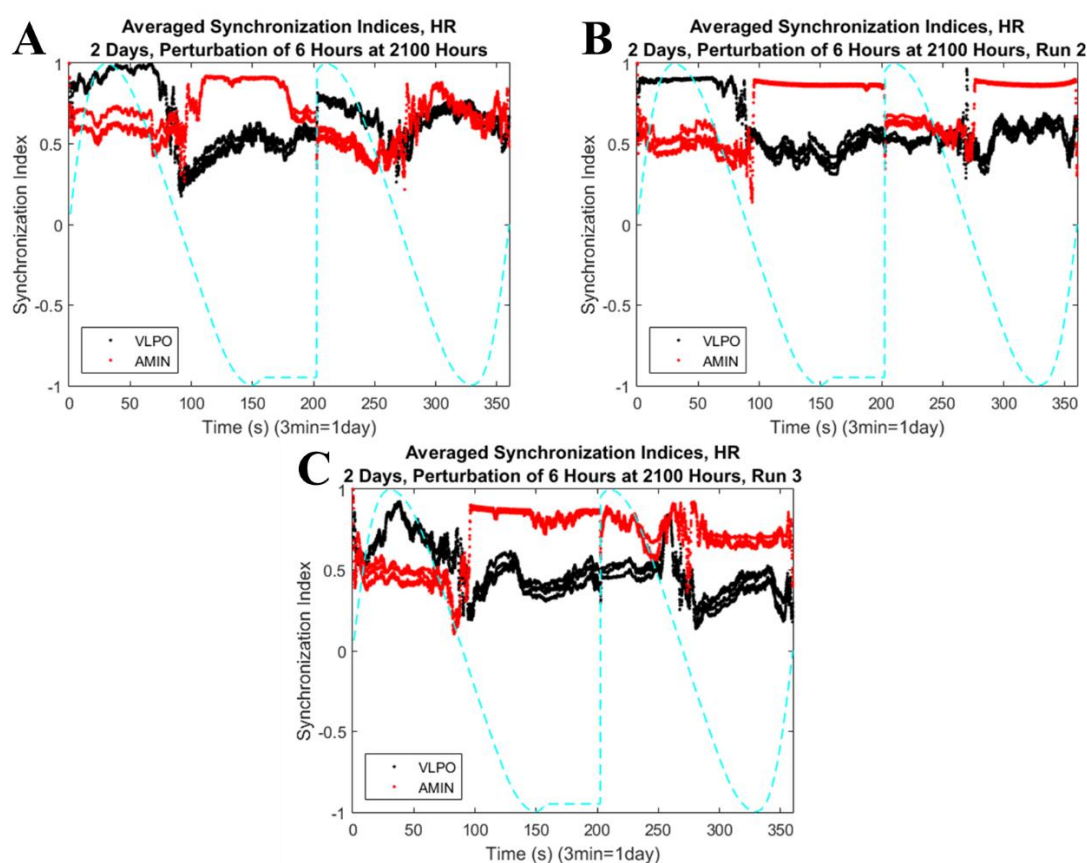 A
Averaged Synchronization Indices, HR
2 Days, Perturbation of 6 Hours at 2100 Hours
1
0.5
0
-0.5
-1
Synchronization Index
VLPO
AMIN
0 50 100 150 200 250 300 350
Time (s) (3min=1day)
B
Averaged Synchronization Indices, HR
2 Days, Perturbation of 6 Hours at 2100 Hours, Run 2
1
0.5
0
-0.5
-1
Synchronization Index
VLPO
AMIN
0 50 100 150 200 250 300 350
Time (s) (3min=1day)
C
Averaged Synchronization Indices, HR
2 Days, Perturbation of 6 Hours at 2100 Hours, Run 3
1
0.5
0
-0.5
-1
Synchronization Index
VLPO
AMIN
0 50 100 150 200 250 300 350
Time (s) (3min=1day)